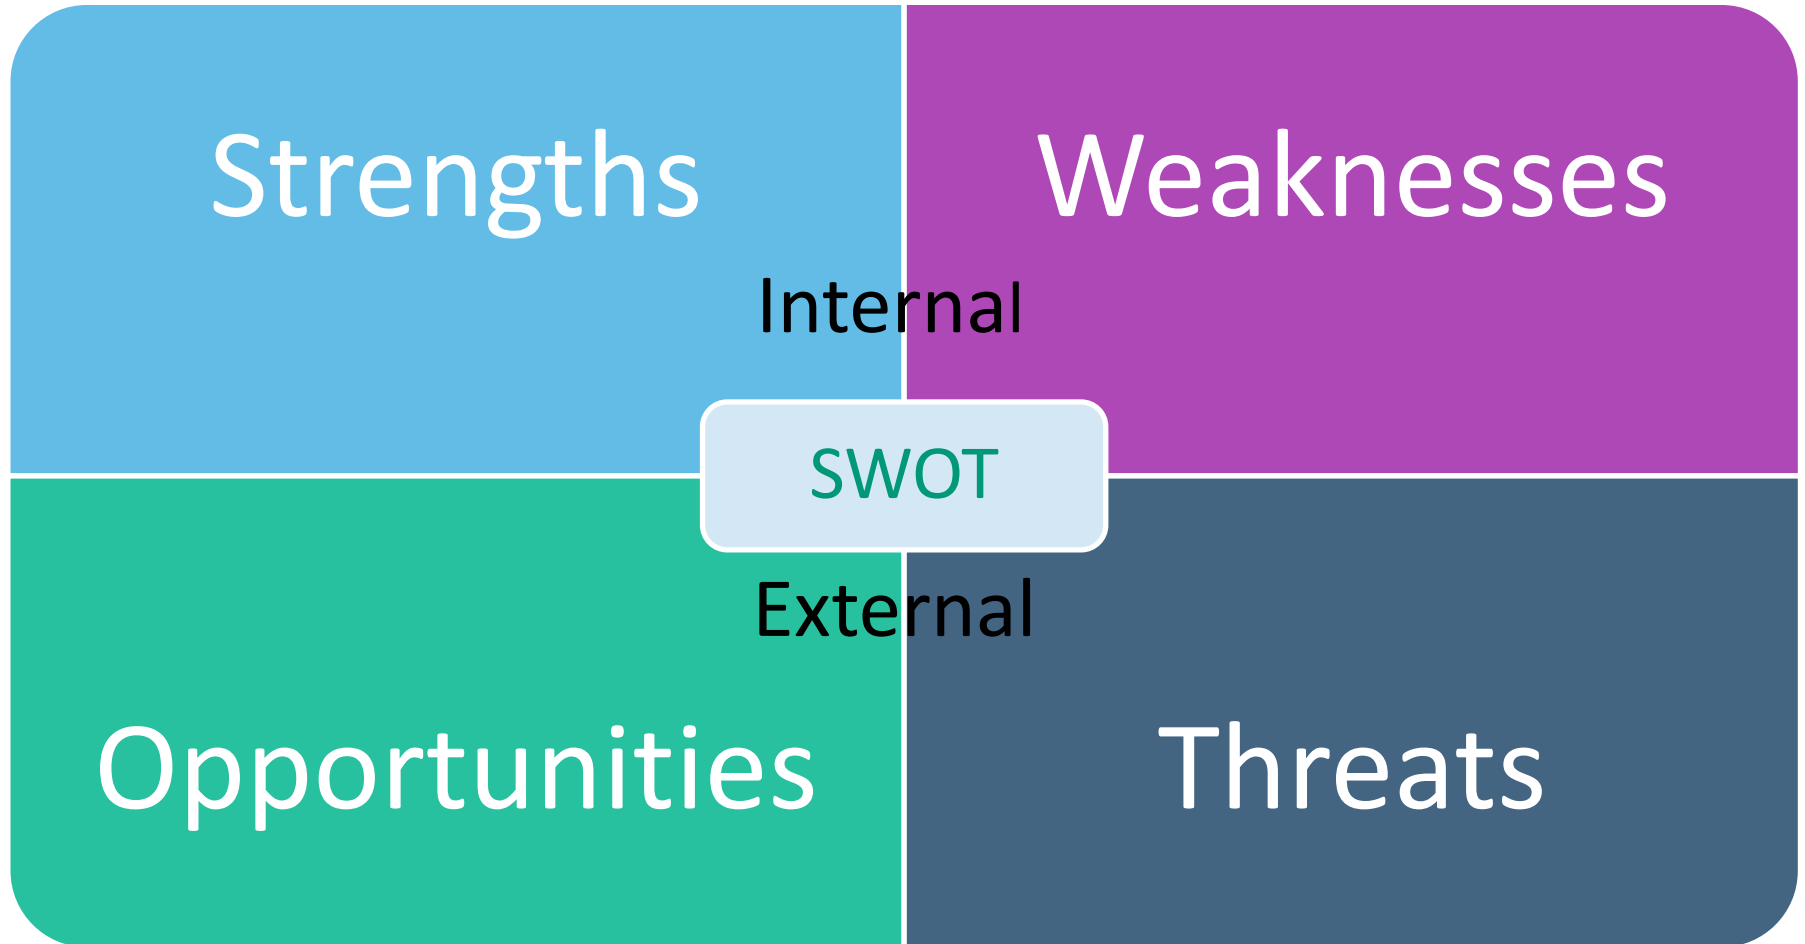 Strengths
Weaknesses
Internal
SWOT
External
Opportunities
Threats